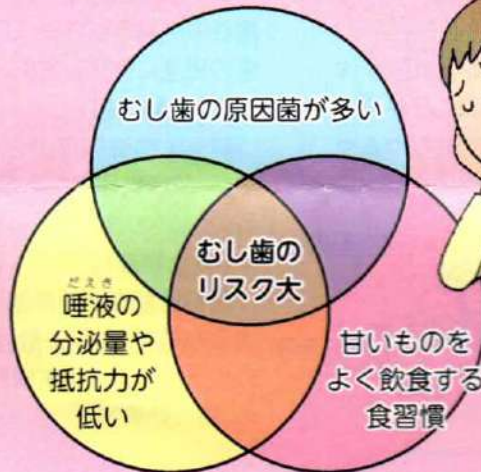 むし歯の原因菌が多い
むし歯の
リスク大
だえき
唾液の
分泌量や
抵抗力が
低い
甘いものを
よく飲食する
食習慣